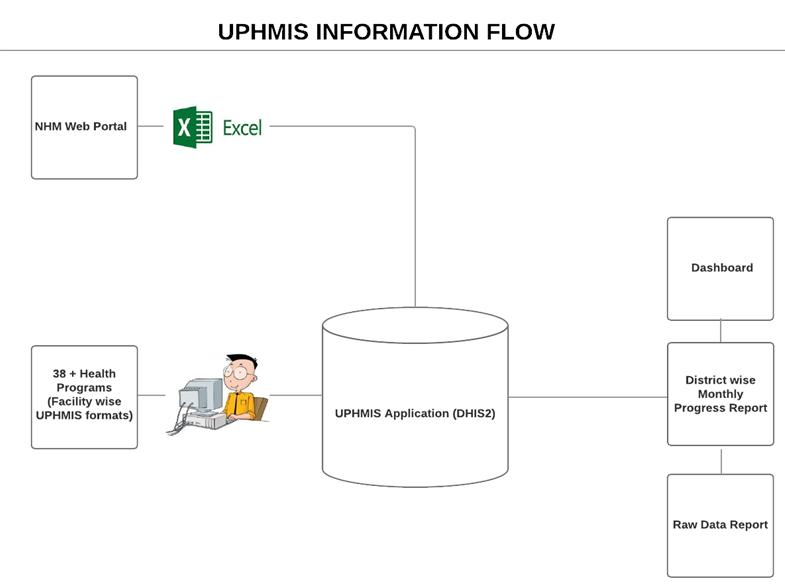 UPHMIS INFORMATION FLOW
NHM Web Portal
X
Excel
Dashboard
38 + Health
Programs
(Facility wise
UPHMIS formats)
UPHMIS Application (DHIS2)
District wise
Monthly
Progress Report
Raw Data Report